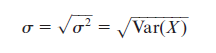 σ = √σ² = √Var(X)